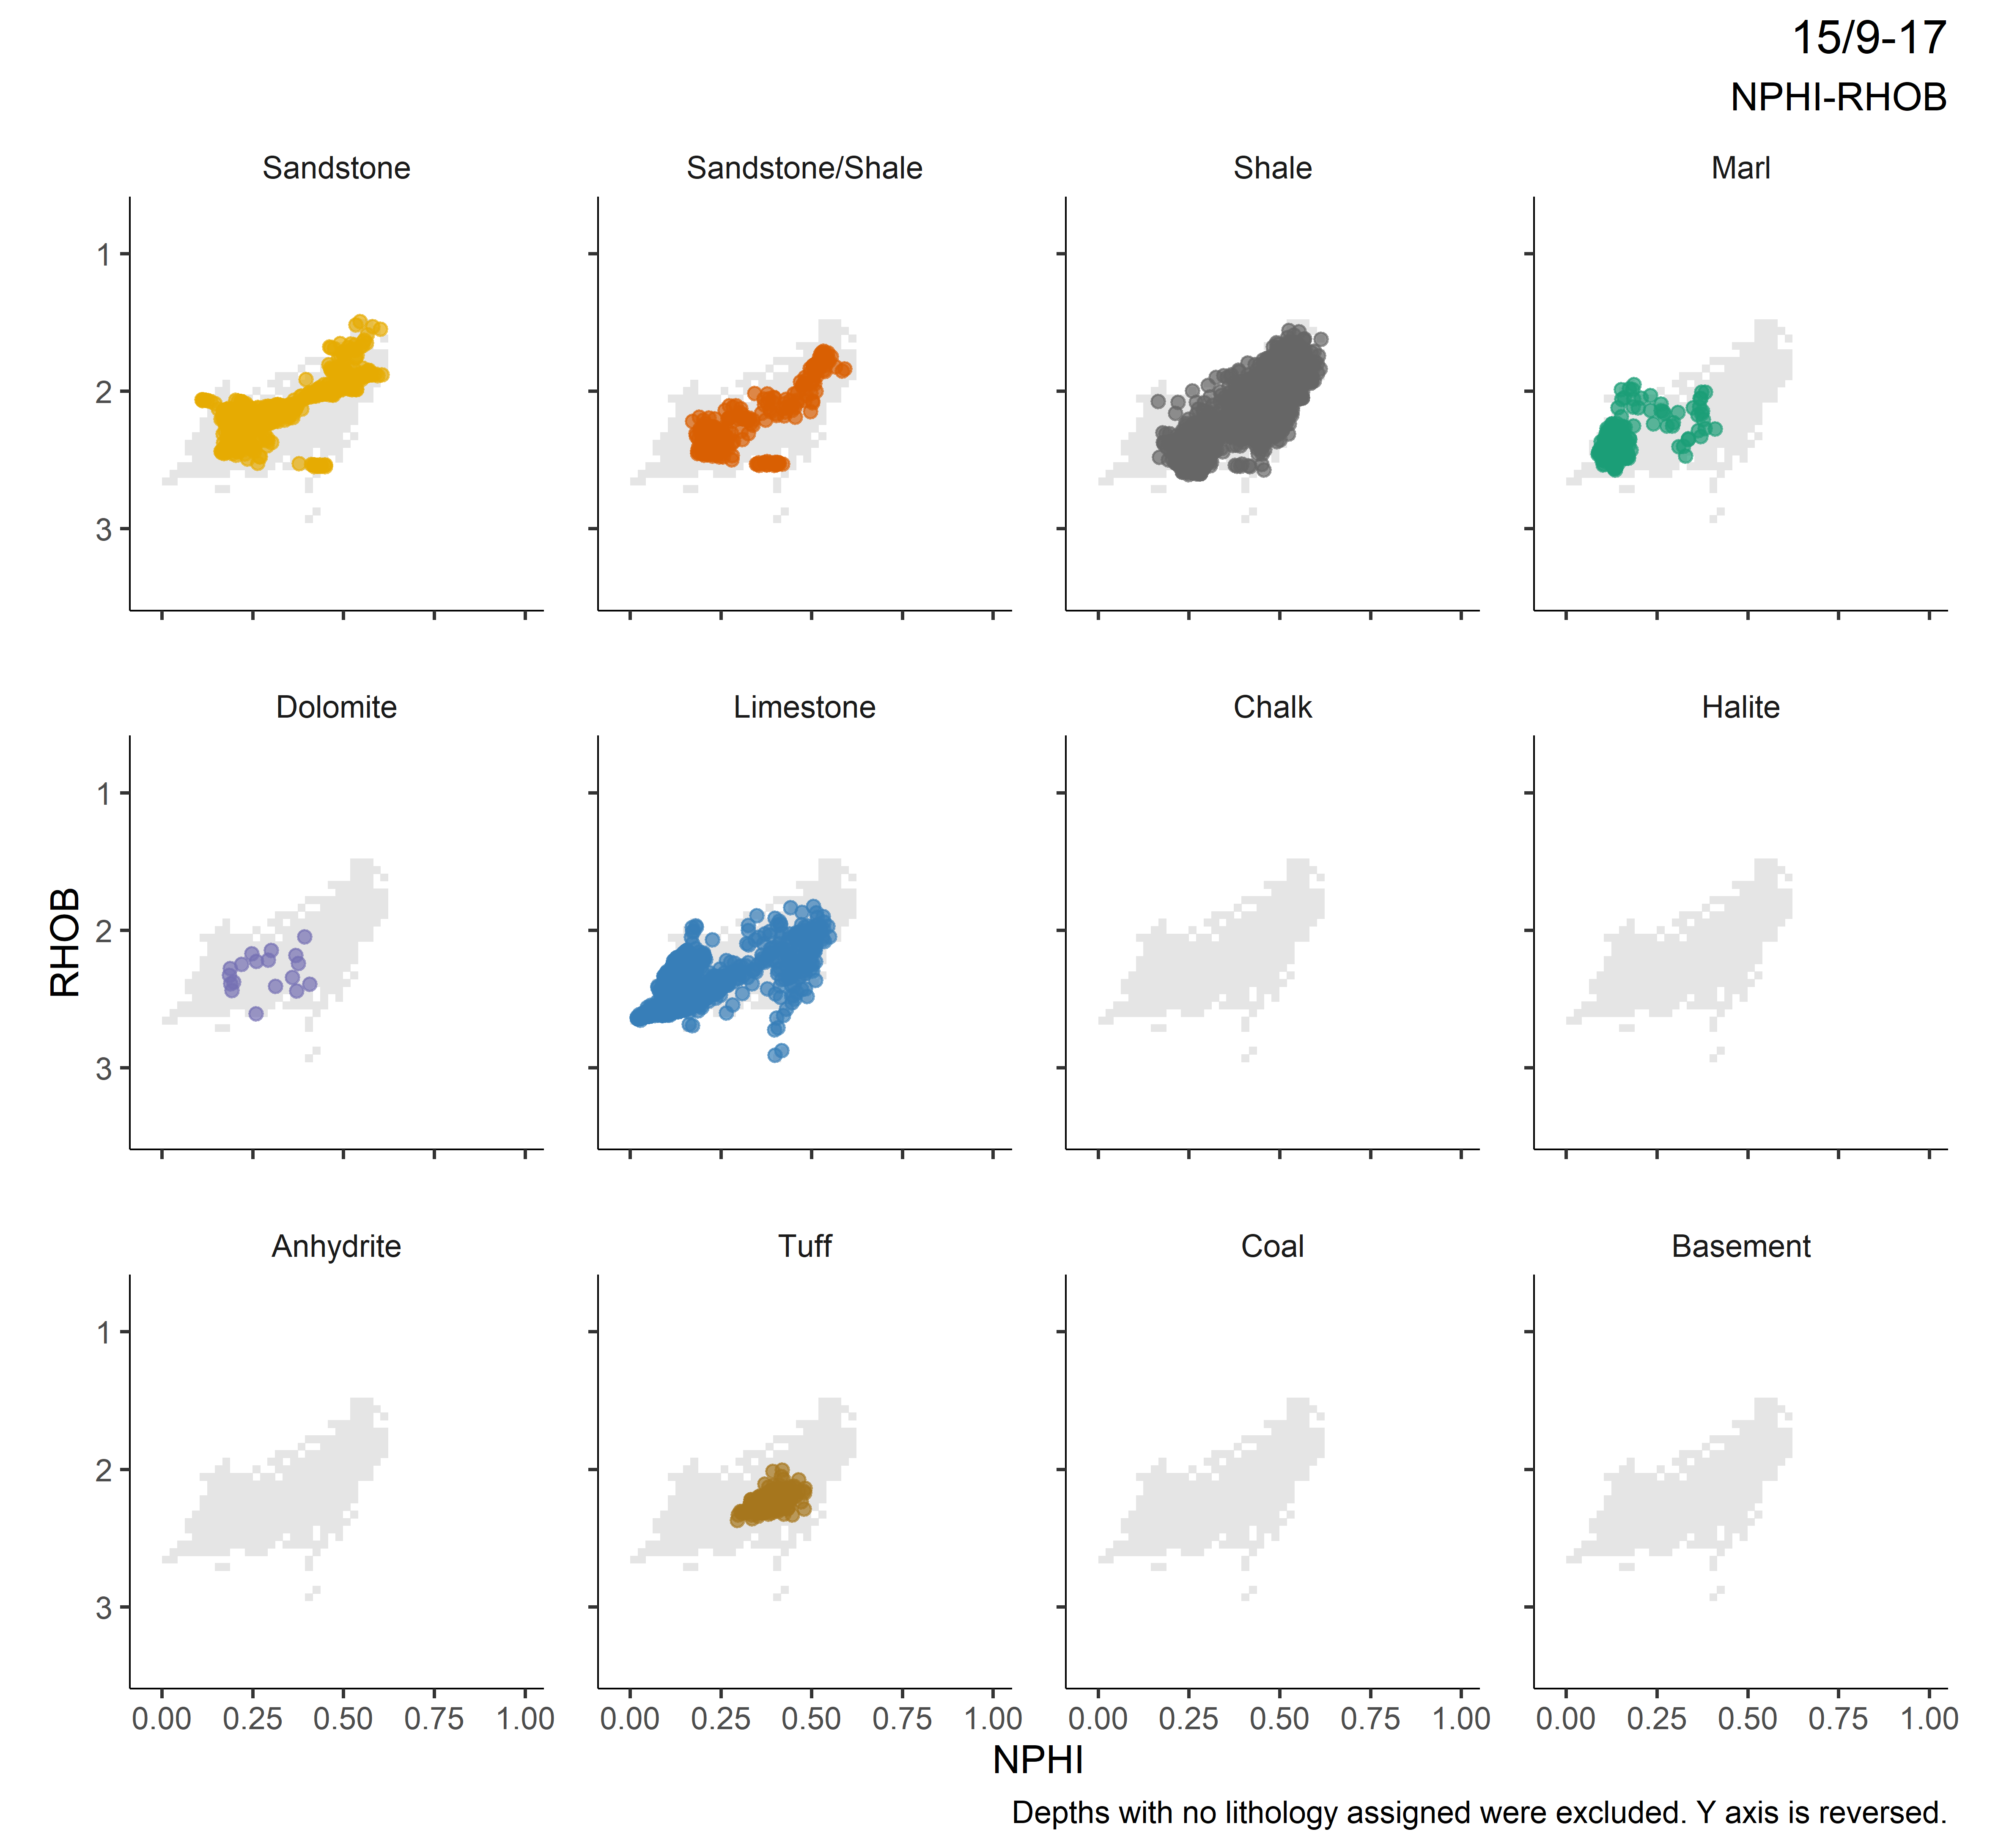 15/9-17
NPHI-RHOB
Sandstone
Sandstone/Shale
Shale
Marl
1
2
3
Dolomite
Limestone
Chalk
Halite
1
2
3
RHOB
Anhydrite
Tuff
Coal
Basement
1
2
3
0.00 0.25 0.50 0.75 1.00
0.00 0.25 0.50 0.75 1.00
0.00 0.25 0.50 0.75 1.00
0.00 0.25 0.50 0.75 1.00
NPHI
Depths with no lithology assigned were excluded. Y axis is reversed.